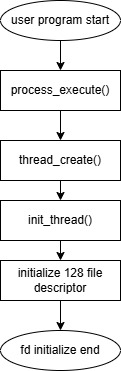 user program start
process_execute()
thread_create()
init_thread()
initialize 128 file
descriptor
fd initialize end